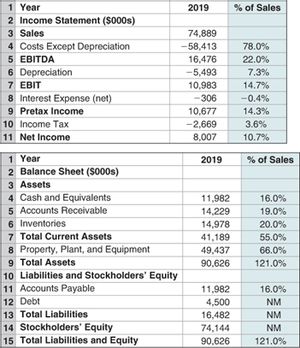 1 Year 2019 % of Sales
2 Income Statement ($000s)
3 Sales 74,889
4 Costs Except Depreciation −58,413 78.0%
5 EBITDA 16,476 22.0%
6 Depreciation −5,493 7.3%
7 EBIT 10,983 14.7%
8 Interest Expense (net) −306 −0.4%
9 Pretax Income 10,677 14.3%
10 Income Tax −2,669 3.6%
11 Net Income 8,007 10.7%
1 Year 2019 % of Sales
2 Balance Sheet ($000s)
3 Assets
4 Cash and Equivalents 11,982 16.0%
5 Accounts Receivable 14,229 19.0%
6 Inventories 14,978 20.0%
7 Total Current Assets 41,189 55.0%
8 Property, Plant, and Equipment 49,437 66.0%
9 Total Assets 90,626 121.0%
10 Liabilities and Stockholders' Equity
11 Accounts Payable 11,982 16.0%
12 Debt 4,500 NM
13 Total Liabilities 16,482 NM
14 Stockholders' Equity 74,144 NM
15 Total Liabilities and Equity 90,626 121.0%